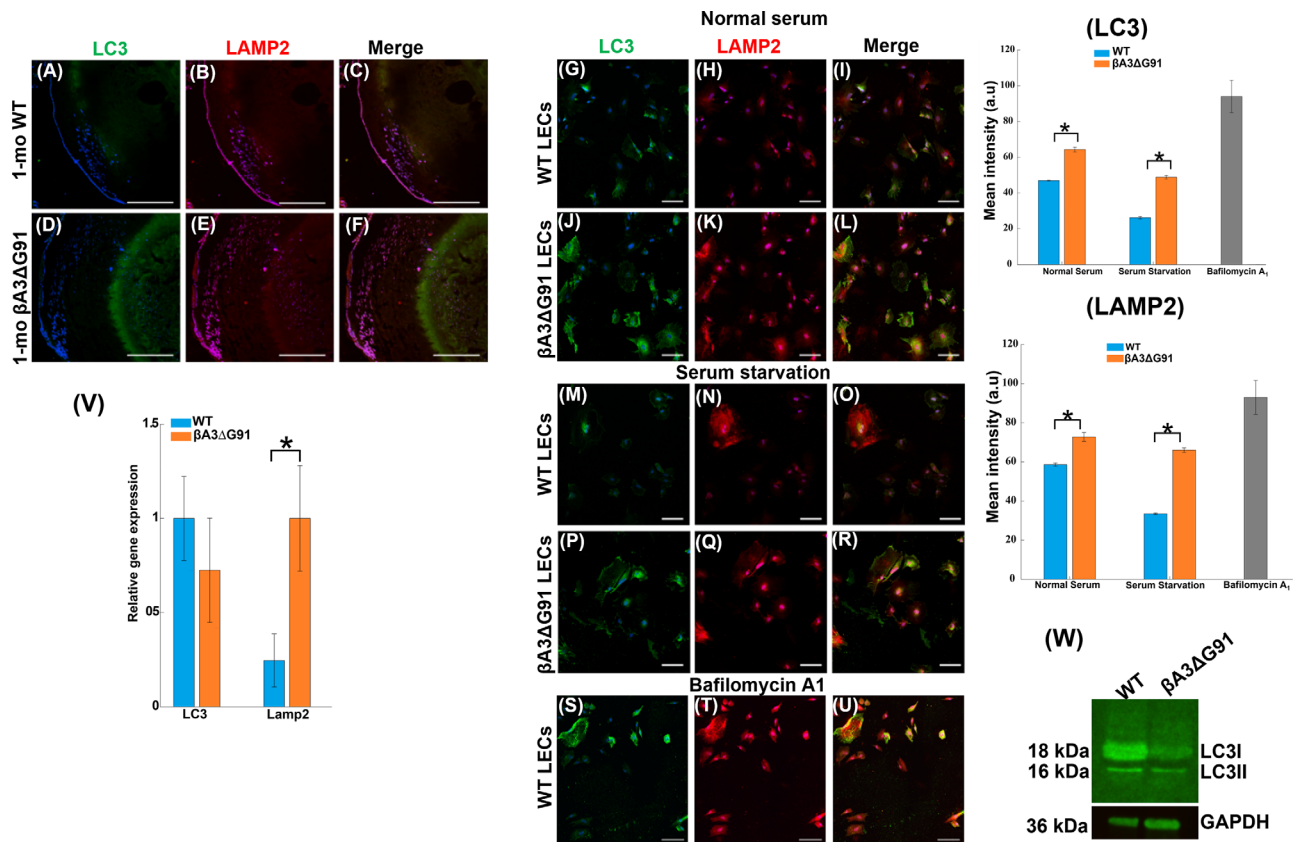 LC3 LAMP2 Merge
1-mo WT
(A) (B) (C)
1-mo βA3ΔG91
(D) (E) (F)
(V)
WT
βA3ΔG91
Relative gene expression
1.5
1
05
0
*
LC3 Lamp2
Normal serum
LC3 LAMP2 Merge
WT LECs
(G) (H) (I)
βA3ΔG91 LECs
(J) (K) (L)
Serum starvation
WT LECs
(M) (N) (O)
βA3ΔG91 LECs
(P) (Q) (R)
Bafilomycin A1
WT LECs
(S) (T) (U)
(LC3)
WT
βA3ΔG91
Mean intensity (a.u)
120
100
80
60
40
20
0
* *
Normal Serum Serum Starvation Bafilomycin A1
(LAMP2)
WT
βA3ΔG91
Mean intensity (a.u)
120
100
80
60
40
20
0
* *
Normal Serum Serum Starvation Bafilomycin A1
(W)
WT βA3ΔG91
18 kDa LC3I
16 kDa LC3II
36 kDa GAPDH